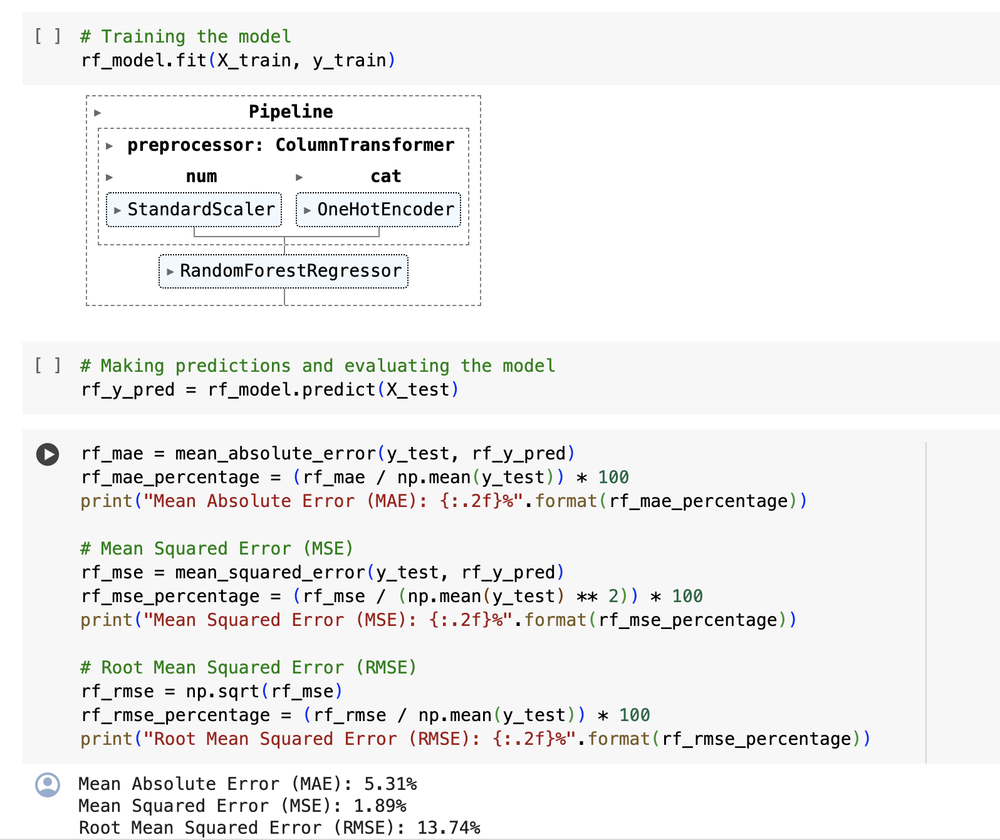 [ ] # Training the model
rf_model.fit(X_train, y_train)
Pipeline
preprocessor: ColumnTransformer
num cat
StandardScaler OneHotEncoder
RandomForestRegressor
[ ] # Making predictions and evaluating the model
rf_y_pred = rf_model.predict(X_test)
rf_mae = mean_absolute_error(y_test, rf_y_pred)
rf_mae_percentage = (rf_mae / np.mean(y_test)) * 100
print("Mean Absolute Error (MAE): {:.2f}%".format(rf_mae_percentage))
# Mean Squared Error (MSE)
rf_mse = mean_squared_error(y_test, rf_y_pred)
rf_mse_percentage = (rf_mse / (np.mean(y_test) ** 2)) * 100
print("Mean Squared Error (MSE): {:.2f}%".format(rf_mse_percentage))
# Root Mean Squared Error (RMSE)
rf_rmse = np.sqrt(rf_mse)
rf_rmse_percentage = (rf_rmse / np.mean(y_test)) * 100
print("Root Mean Squared Error (RMSE): {:.2f}%".format(rf_rmse_percentage))
Mean Absolute Error (MAE): 5.31%
Mean Squared Error (MSE): 1.89%
Root Mean Squared Error (RMSE): 13.74%